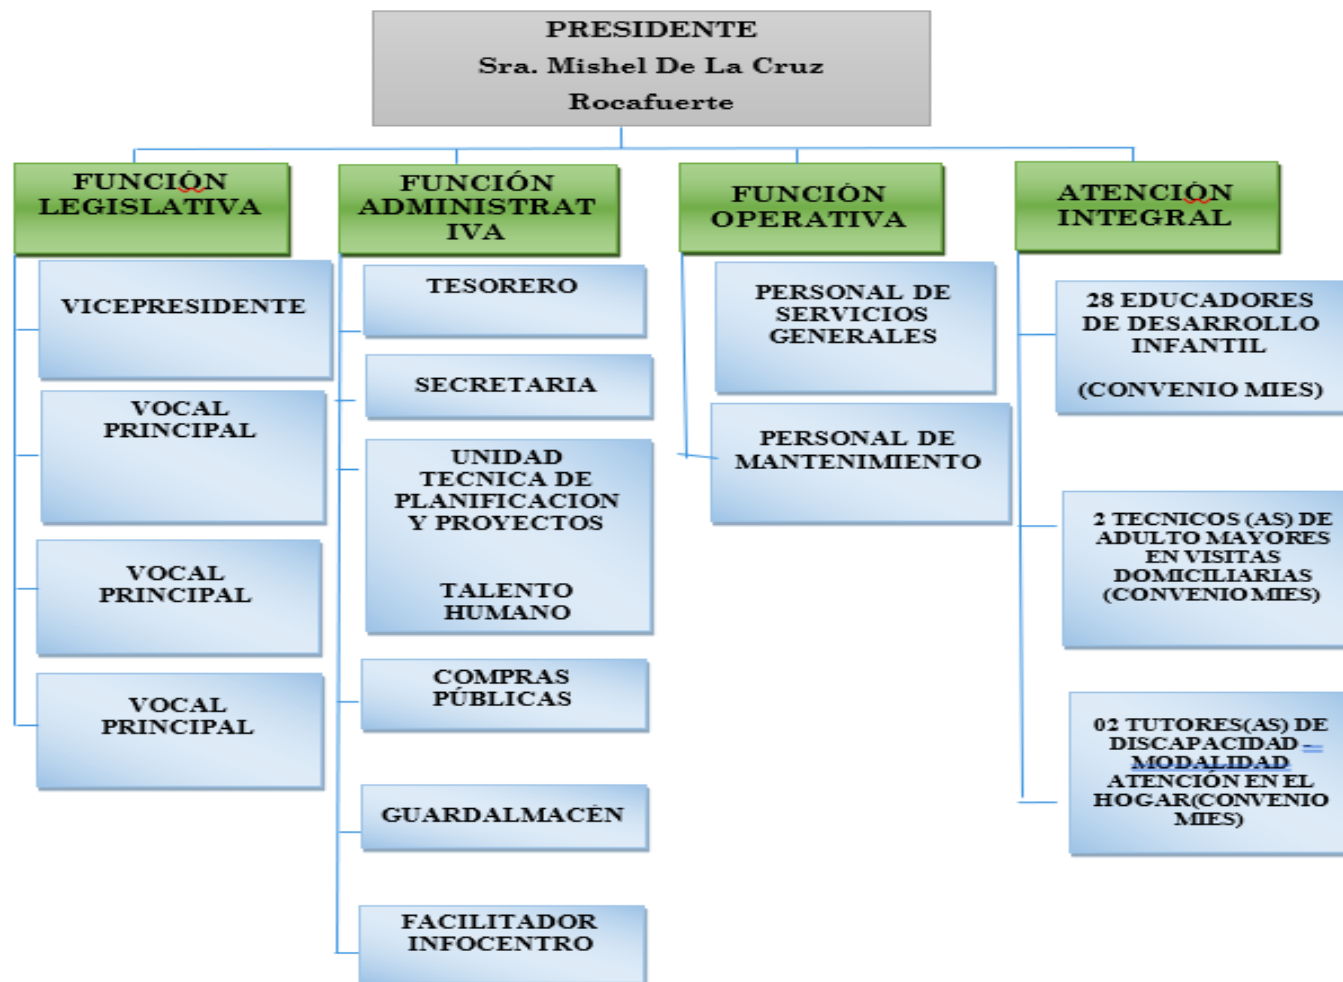 PRESIDENTE
Sra. Mishel De La Cruz
Rocafuerte
FUNCIÓN
LEGISLATIVA
VICEPRESIDENTE
VOCAL
PRINCIPAL
VOCAL
PRINCIPAL
VOCAL
PRINCIPAL
FUNCIÓN
ADMINISTRAT
IVA
TESORERO
SECRETARIA
UNIDAD
TECNICA DE
PLANIFICACION
Y PROYECTOS
TALENTO
HUMANO
COMPRAS
PÚBLICAS
GUARDALMACÉN
FACILITADOR
INFOCENTRO
FUNCIÓN
OPERATIVA
PERSONAL DE
SERVICIOS
GENERALES
PERSONAL DE
MANTENIMIENTO
ATENCIÓN
INTEGRAL
28 EDUCADORES
DE DESARROLLO
INFANTIL
(CONVENIO MIES)
2 TECNICOS (AS) DE
ADULTO MAYORES
EN VISITAS
DOMICILIARIAS
(CONVENIO MIES)
02 TUTORES(AS) DE
DISCAPACIDAD –
MODALIDAD
ATENCIÓN EN EL
HOGAR(CONVENIO
MIES)